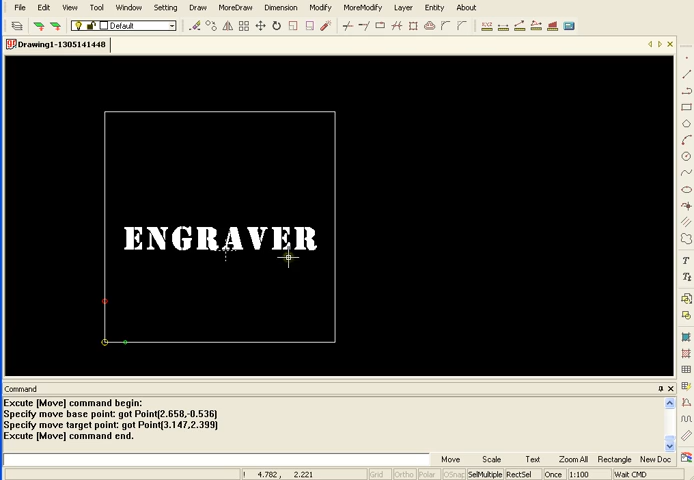 File Edit View Tool Window Setting Draw MoreDraw Dimension Modify MoreModify Layer Entity About
Default
Drawing1-1305141448
ENGRAVER
Command
Excute [Move] command begin:
Specify move base point: got Point(2.658,-0.536)
Specify move target point: got Point(3.147,2.399)
Excute [Move] command end.
Move Scale Text Zoom All Rectangle New Doc
4.782 , 2.221 Grid Ortho Polar QSnap SelMultiple RectSel Once 1:100 Wait CMD